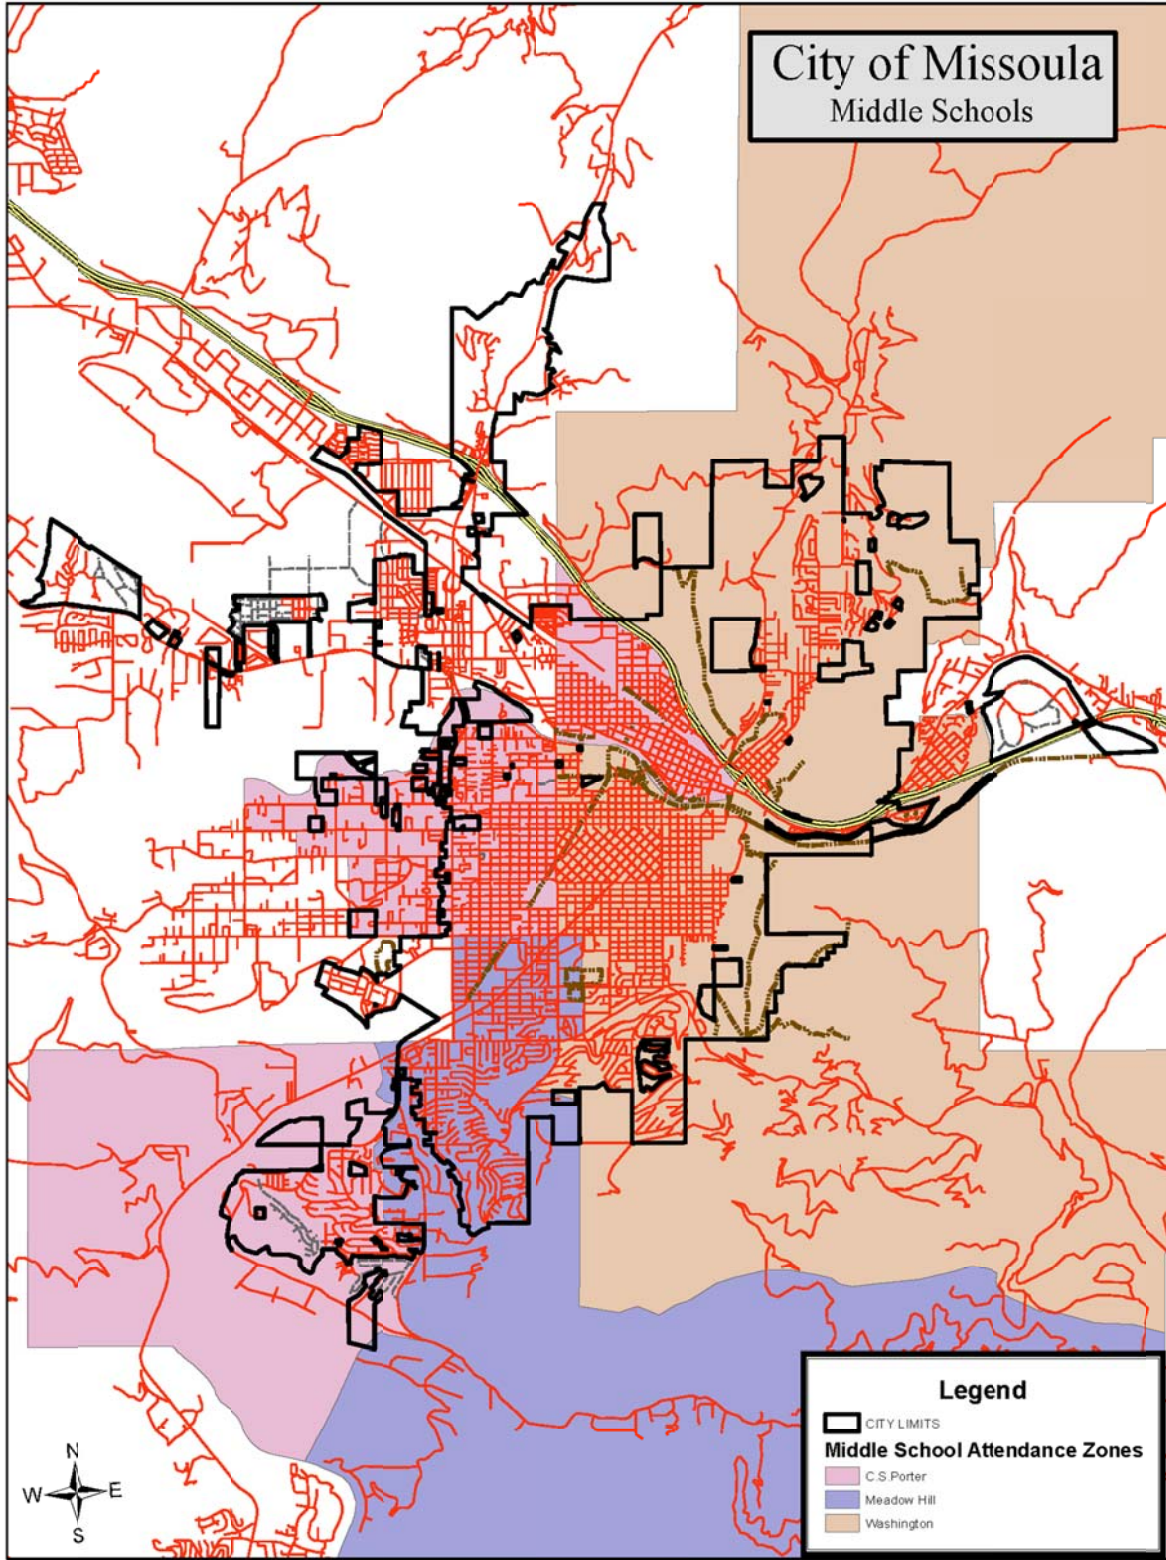 City of Missoula
Middle Schools
N
W E
S
Legend
CITY LIMITS
Middle School Attendance Zones
C.S.Porter
Meadow Hill
Washington